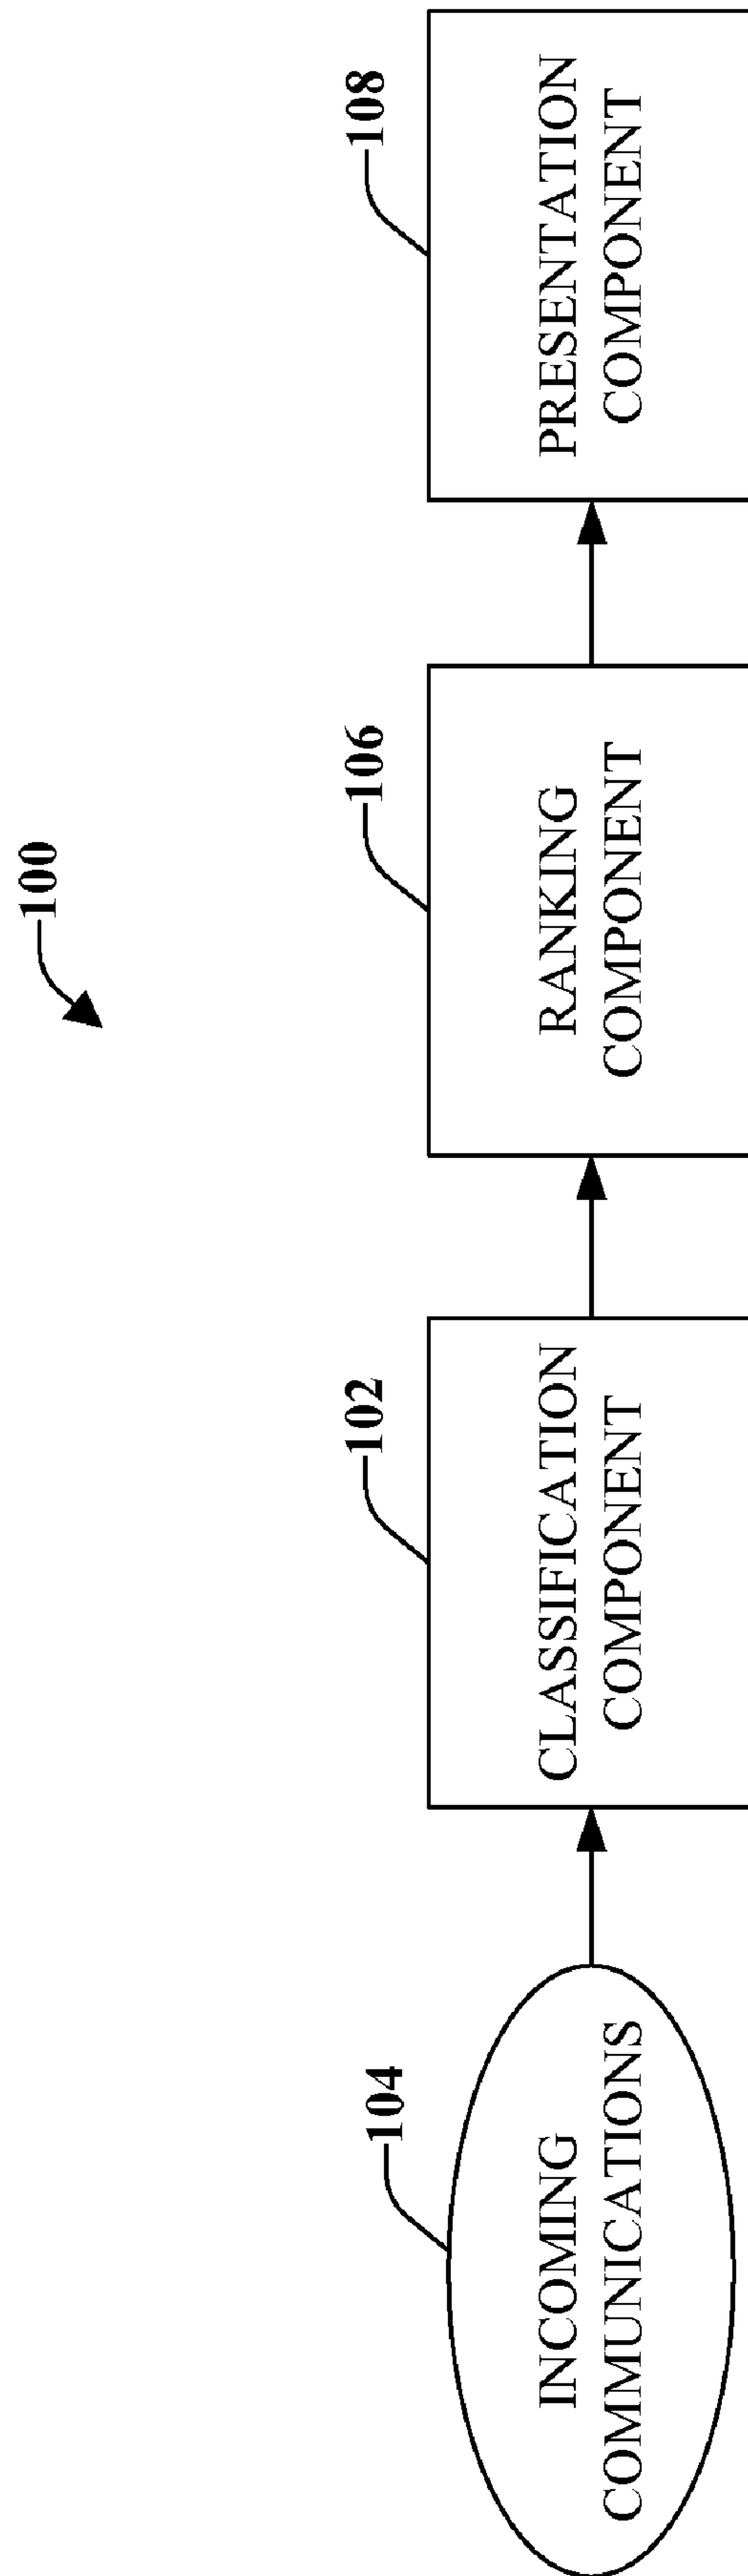 100
104
INCOMING
COMMUNICATIONS
102
CLASSIFICATION
COMPONENT
106
RANKING
COMPONENT
108
PRESENTATION
COMPONENT